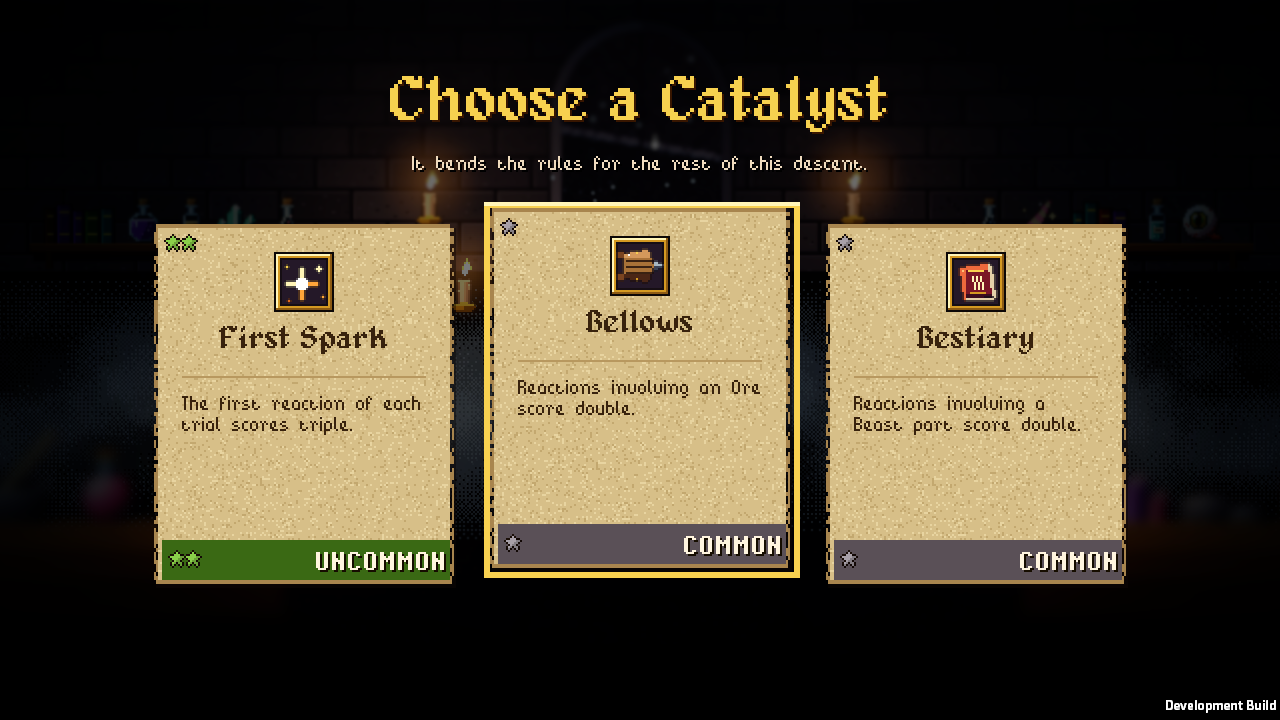 Choose a Catalyst
It bends the rules for the rest of this descent.
First Spark
The first reaction of each
trial scores triple.
UNCOMMON
Bellows
Reactions involving an Ore
score double.
COMMON
Bestiary
Reactions involving a
Beast part score double.
COMMON
Development Build